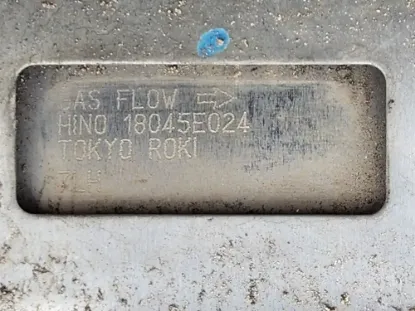 GAS FLOW ⇨
HINO 18045E024
TOKYO ROKI